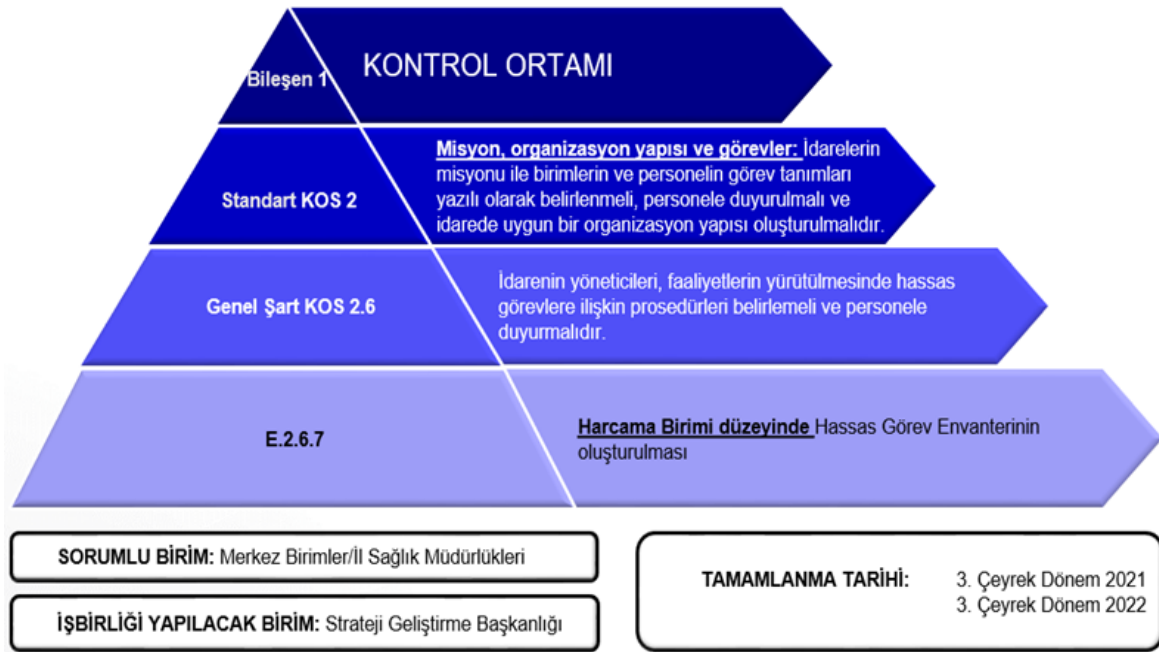 Bileşen 1
KONTROL ORTAMI
Standart KOS 2
Misyon, organizasyon yapısı ve görevler: İdarelerin
misyonu ile birimlerin ve personelin görev tanımları
yazılı olarak belirlenmeli, personele duyurulmalı ve
idarede uygun bir organizasyon yapısı oluşturulmalıdır.
Genel Şart KOS 2.6
İdarenin yöneticileri, faaliyetlerin yürütülmesinde hassas
görevlere ilişkin prosedürleri belirlemeli ve personele
duyurmalıdır.
E.2.6.7
Harcama Birimi düzeyinde Hassas Görev Envanterinin
oluşturulması
SORUMLU BİRİM: Merkez Birimler/İl Sağlık Müdürlükleri
İŞBİRLİĞİ YAPILACAK BİRİM: Strateji Geliştirme Başkanlığı
TAMAMLANMA TARİHİ: 3. Çeyrek Dönem 2021
3. Çeyrek Dönem 2022